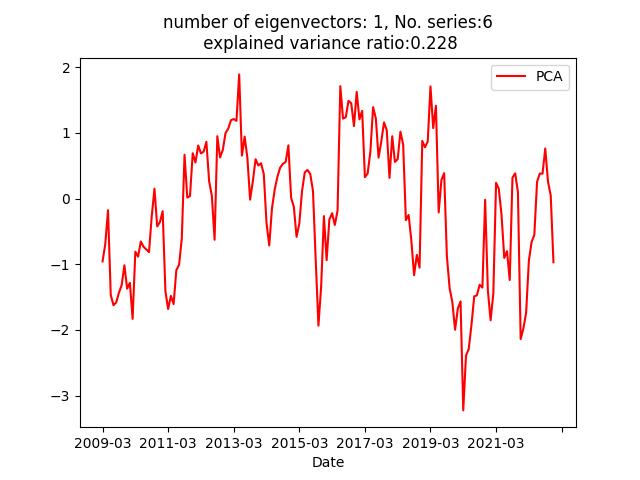 number of eigenvectors: 1, No. series:6
explained variance ratio:0.228
PCA
2
1
0
−1
−2
−3
2009-03 2011-03 2013-03 2015-03 2017-03 2019-03 2021-03
Date